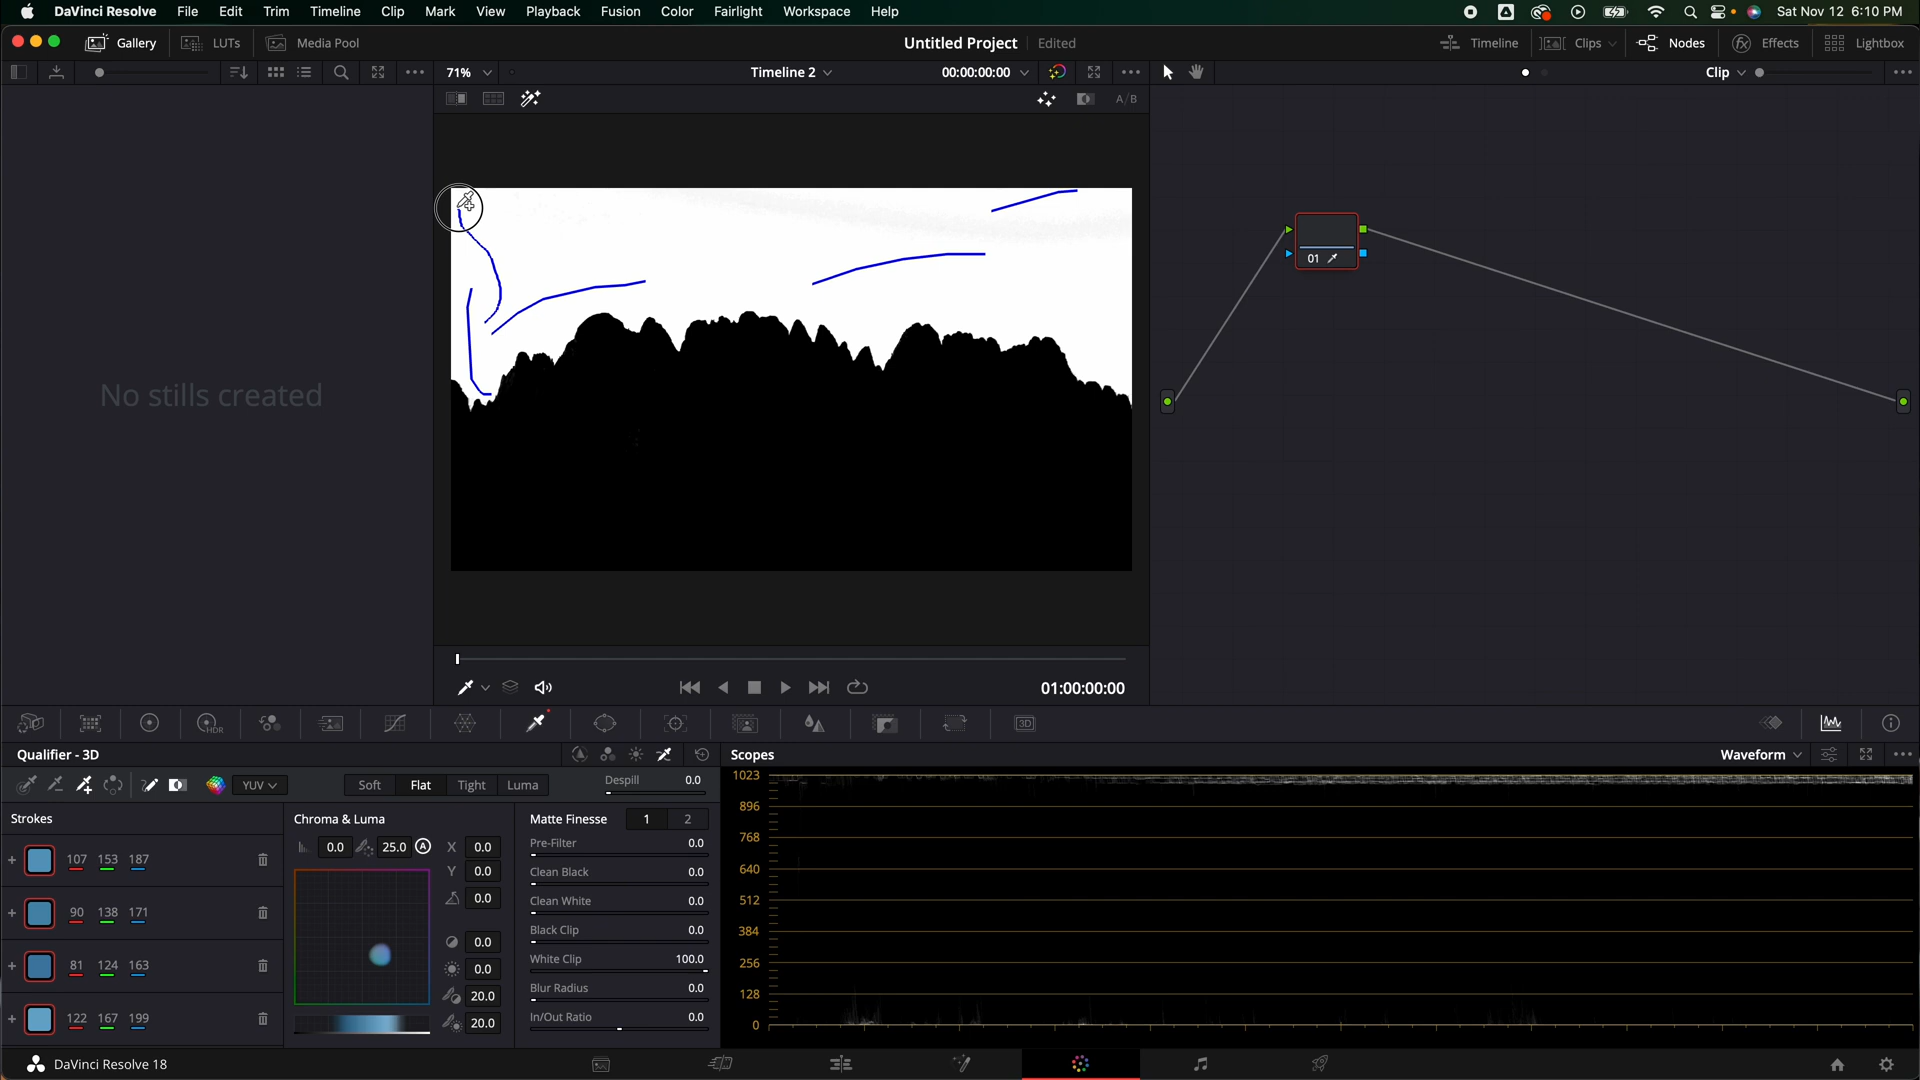 DaVinci Resolve File Edit Trim Timeline Clip Mark View Playback Fusion Color Fairlight Workspace Help Sat Nov 12 6:10 PM
Gallery LUTs Media Pool Untitled Project Edited Timeline Clips Nodes Effects Lightbox
71% Timeline 2 00:00:00:00 Clip
A/B
No stills created
01
01:00:00:00
HDR 3D
Qualifier - 3D Scopes Waveform
YUV Soft Flat Tight Luma Despill 0.0
Strokes Chroma & Luma Matte Finesse 1 2
107 153 187
90 138 171
81 124 163
122 167 199
0.0 25.0 A X 0.0
Y 0.0
0.0
0.0
0.0
20.0
20.0
Pre-Filter 0.0
Clean Black 0.0
Clean White 0.0
Black Clip 0.0
White Clip 100.0
Blur Radius 0.0
In/Out Ratio 0.0
1023
896
768
640
512
384
256
128
0
DaVinci Resolve 18